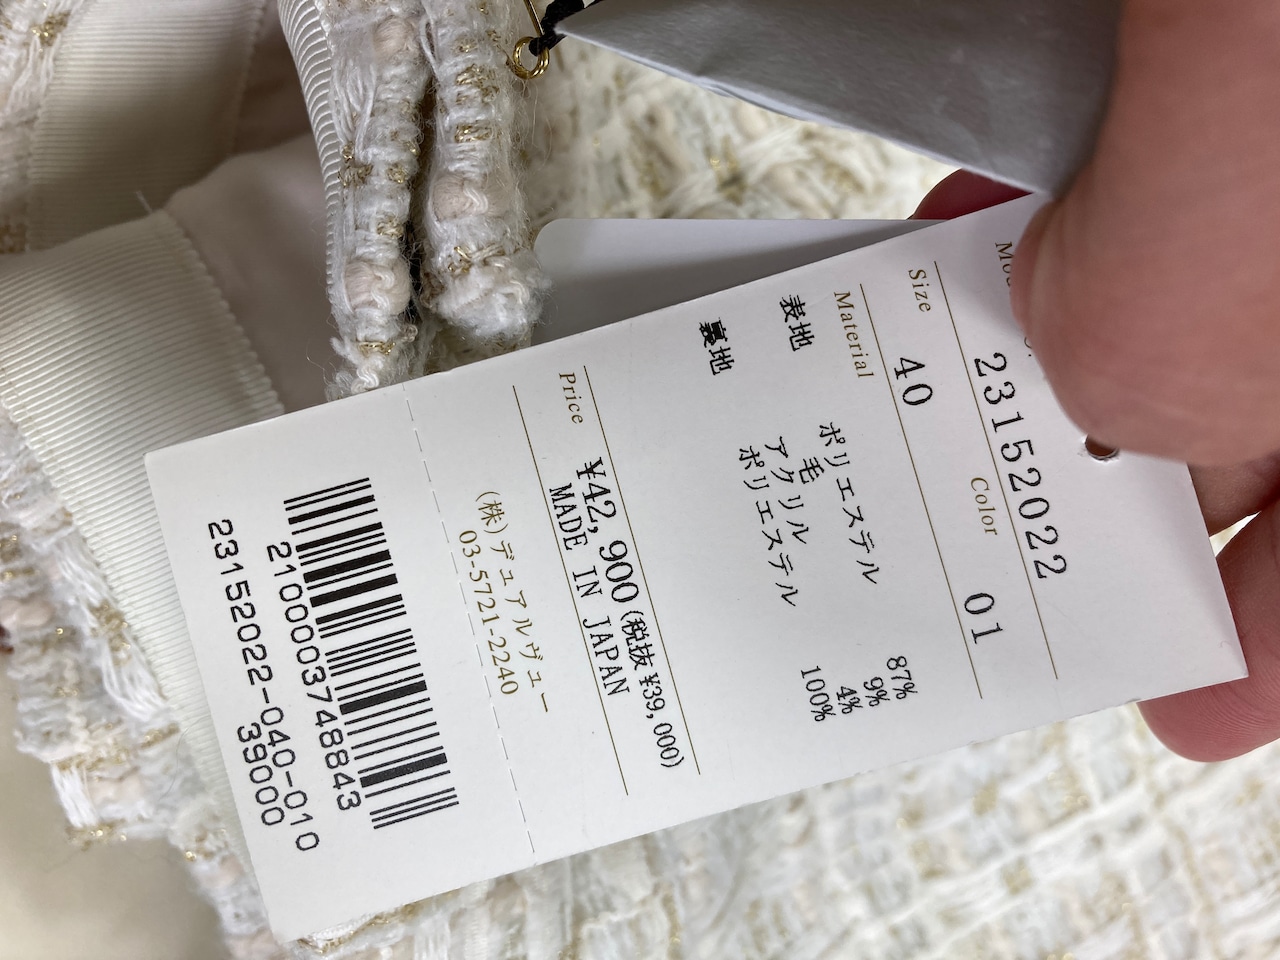 23152022
Size 40 Color 01
Material
表地 ポリエステル 87%
毛 9%
アクリル 4%
裏地 ポリエステル 100%
Price ¥42,900(税抜 ¥39,000)
MADE IN JAPAN
(株)デュアルヴュー
03-5721-2240
2100003748843
23152022-040-010
39000